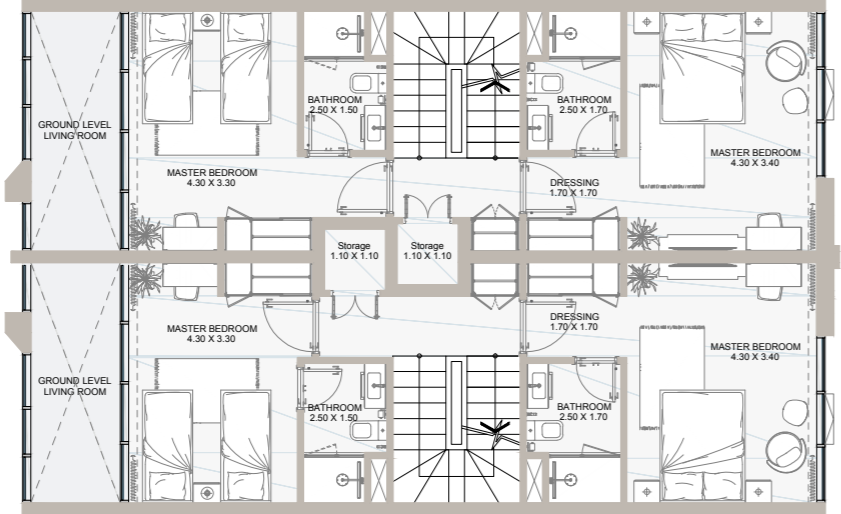 BATHROOM
2.50 X 1.50
BATHROOM
2.50 X 1.70
GROUND LEVEL
LIVING ROOM
MASTER BEDROOM
4.30 X 3.30
MASTER BEDROOM
4.30 X 3.40
DRESSING
1.70 X 1.70
Storage
1.10 X 1.10
Storage
1.10 X 1.10
MASTER BEDROOM
4.30 X 3.30
DRESSING
1.70 X 1.70
MASTER BEDROOM
4.30 X 3.40
GROUND LEVEL
LIVING ROOM
BATHROOM
2.50 X 1.50
BATHROOM
2.50 X 1.70